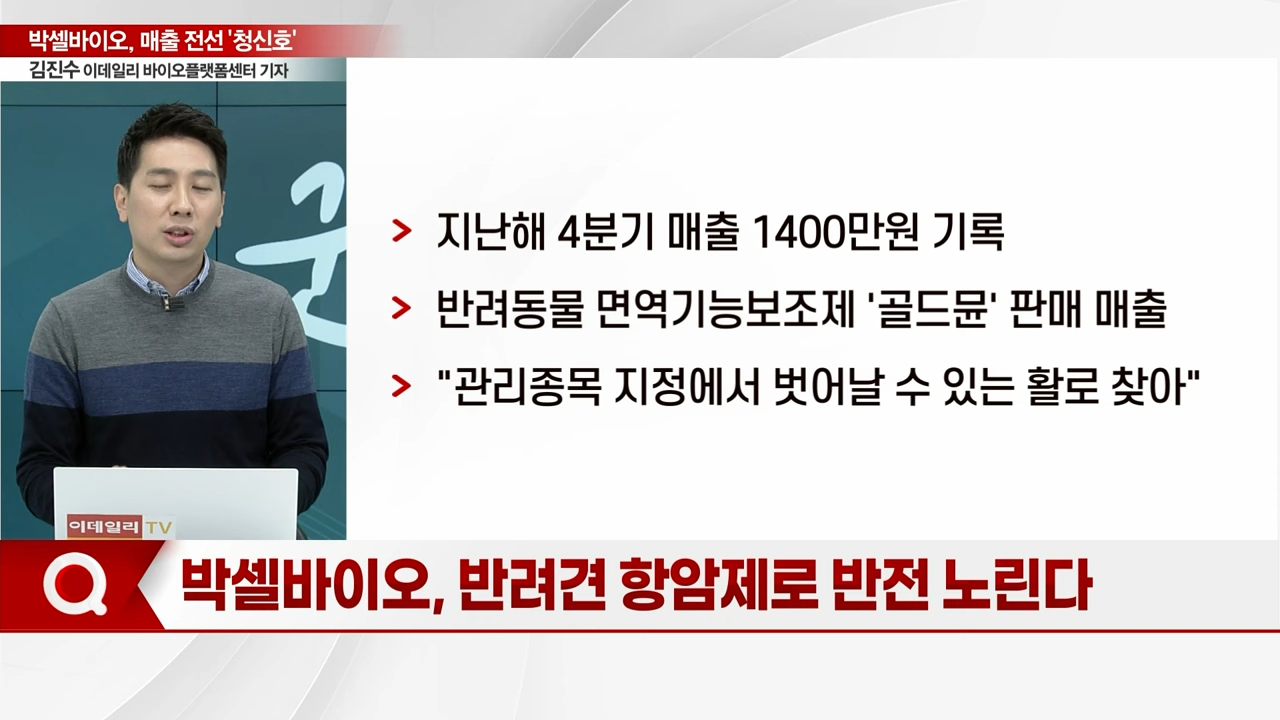 박셀바이오, 매출 전선 '청신호'
김진수 이데일리 바이오플랫폼센터 기자
> 지난해 4분기 매출 1400만원 기록
> 반려동물 면역기능보조제 '골드뮨' 판매 매출
> "관리종목 지정에서 벗어날 수 있는 활로 찾아"
이데일리 TV
박셀바이오, 반려견 항암제로 반전 노린다